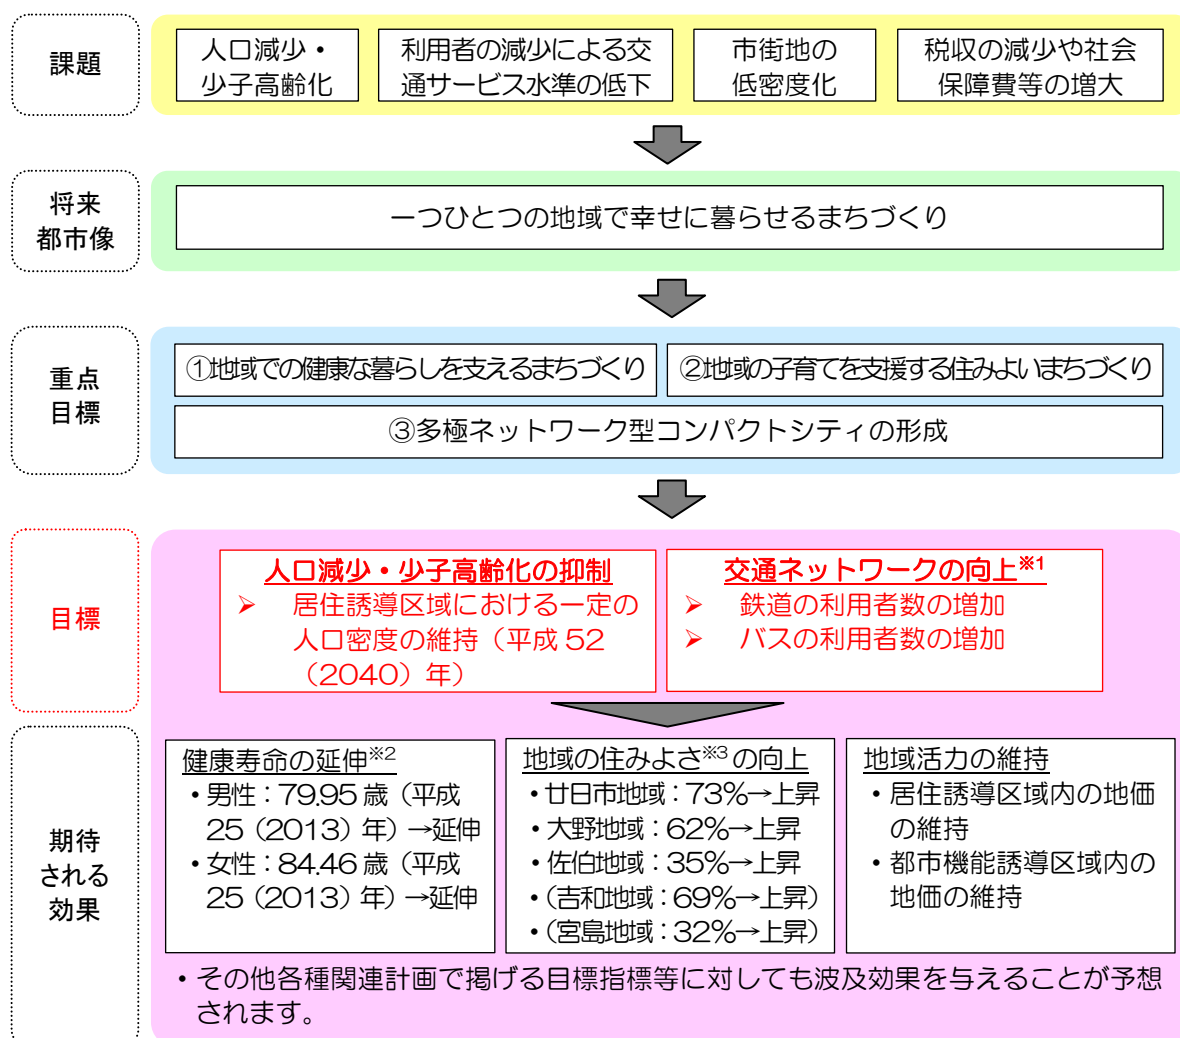 課題
人口減少・
少子高齢化
利用者の減少による交
通サービス水準の低下
市街地の
低密度化
税収の減少や社会
保障費等の増大
将来
都市像
一つひとつの地域で幸せに暮らせるまちづくり
重点
目標
①地域での健康な暮らしを支えるまちづくり
②地域の子育てを支援する住みよいまちづくり
③多極ネットワーク型コンパクトシティの形成
目標
人口減少・少子高齢化の抑制
➢ 居住誘導区域における一定の
人口密度の維持（平成 52
（2040）年）
交通ネットワークの向上※1
➢ 鉄道の利用者数の増加
➢ バスの利用者数の増加
期待
される
効果
健康寿命の延伸※2
・男性：79.95 歳（平成
25（2013）年）→延伸
・女性：84.46 歳（平成
25（2013）年）→延伸
地域の住みよさ※3の向上
・廿日市地域：73%→上昇
・大野地域：62%→上昇
・佐伯地域：35%→上昇
・(吉和地域：69%→上昇)
・(宮島地域：32%→上昇)
地域活力の維持
・居住誘導区域内の地価
の維持
・都市機能誘導区域内の
地価の維持
・その他各種関連計画で掲げる目標指標等に対しても波及効果を与えることが予想
されます。